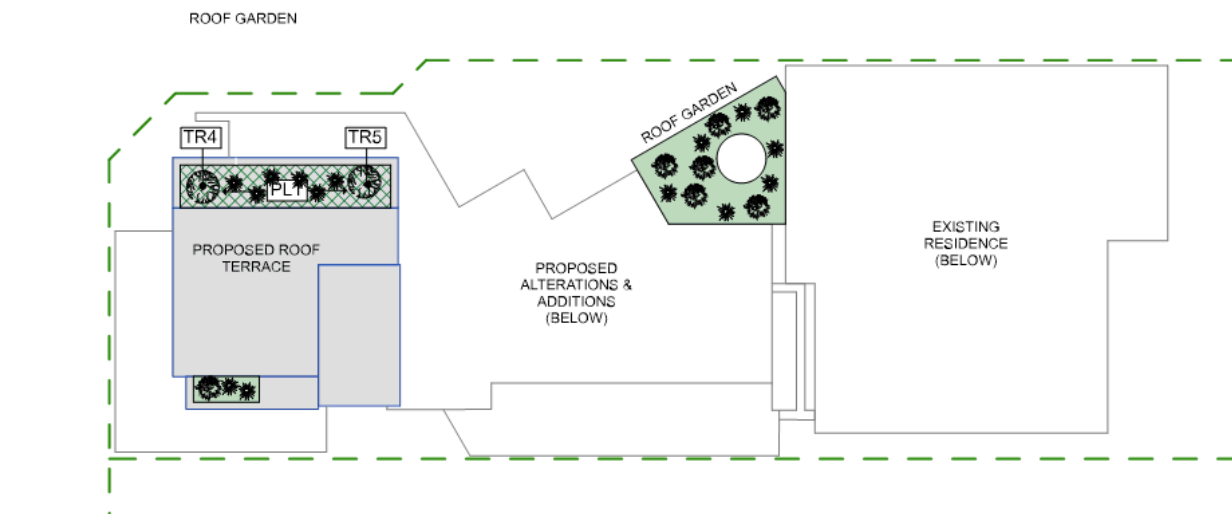 ROOF GARDEN
ROOF GARDEN
TR4
TR5
PL1
PROPOSED ROOF
TERRACE
PROPOSED
ALTERATIONS &
ADDITIONS
(BELOW)
EXISTING
RESIDENCE
(BELOW)